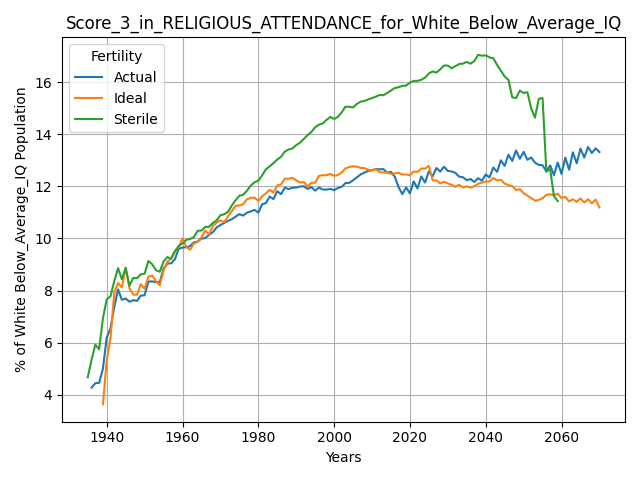 Score_3_in_RELIGIOUS_ATTENDANCE_for_White_Below_Average_IQ
Fertility
Actual
Ideal
Sterile
% of White Below_Average_IQ Population
16
14
12
10
8
6
4
1940 1960 1980 2000 2020 2040 2060
Years